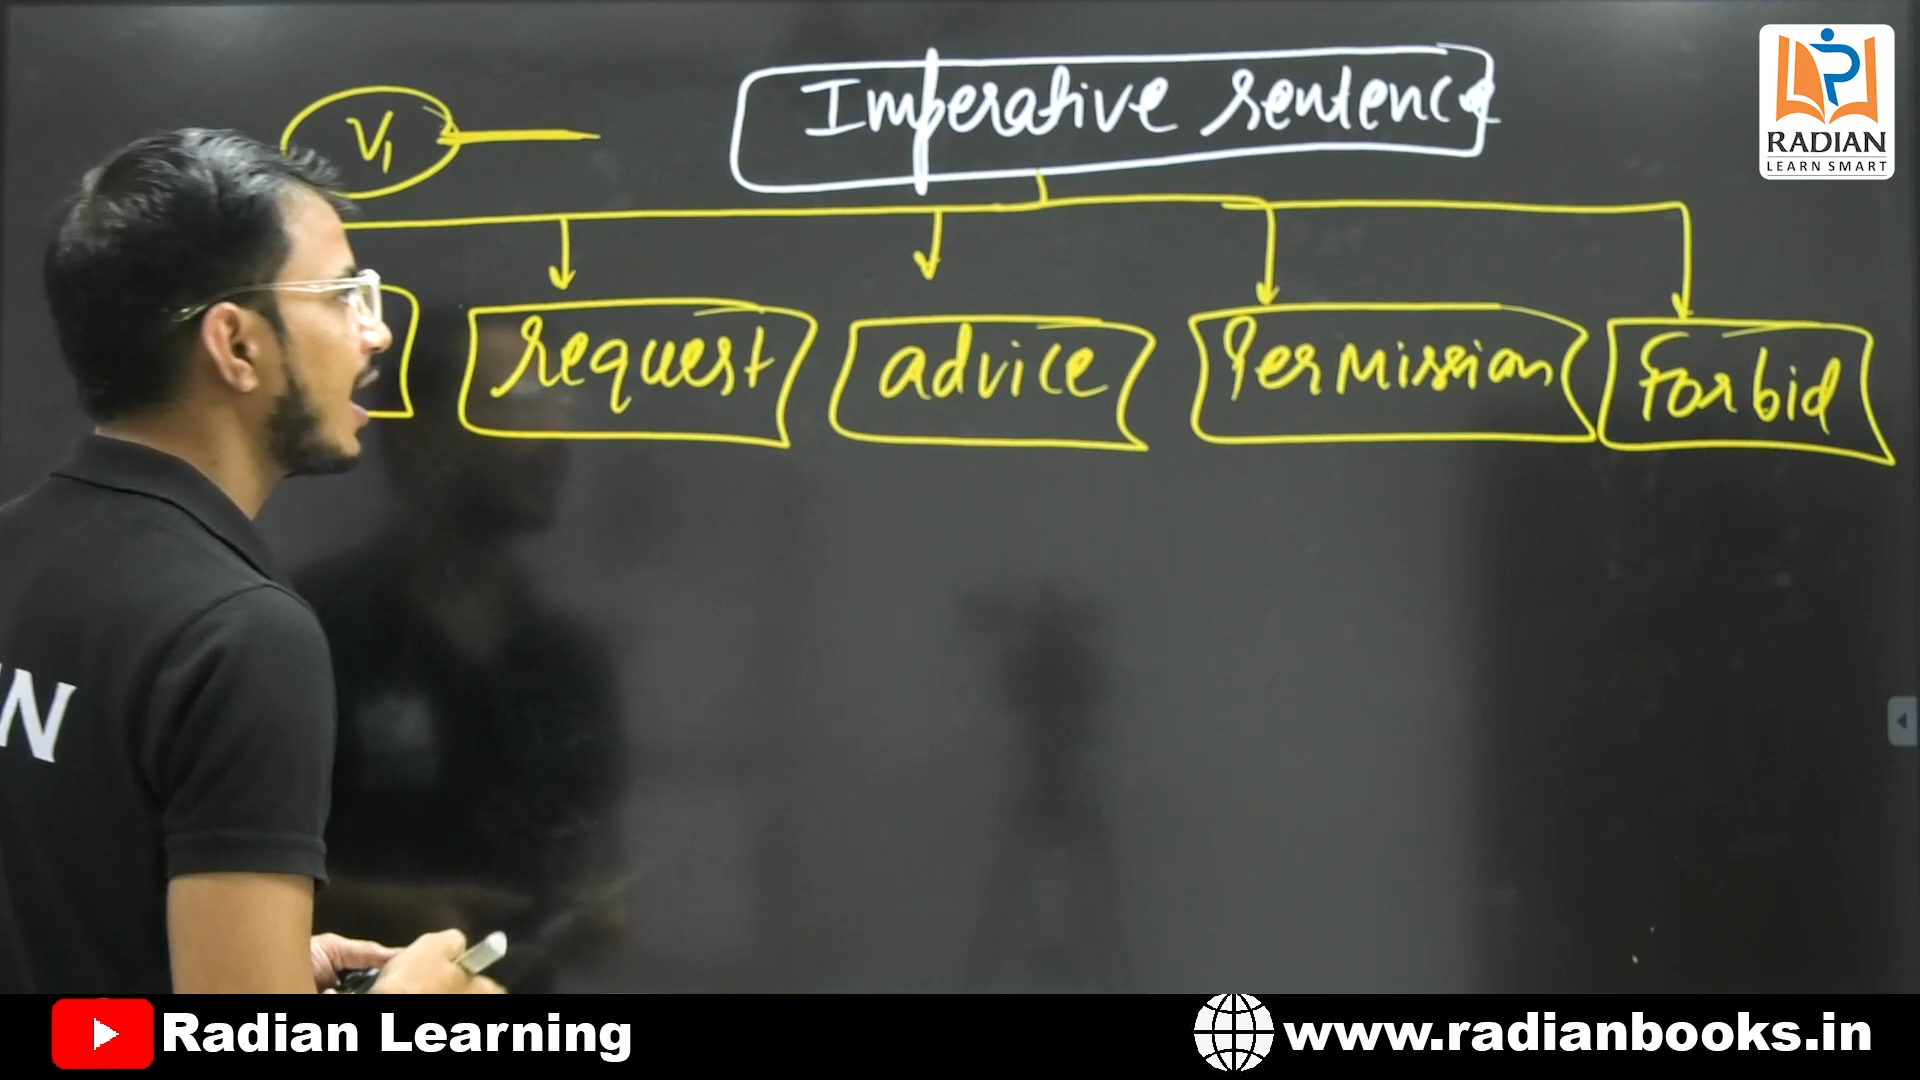 Imperative sentence
V1
request advice Permission Forbid
RADIAN
LEARN SMART
N
Radian Learning
www.radianbooks.in